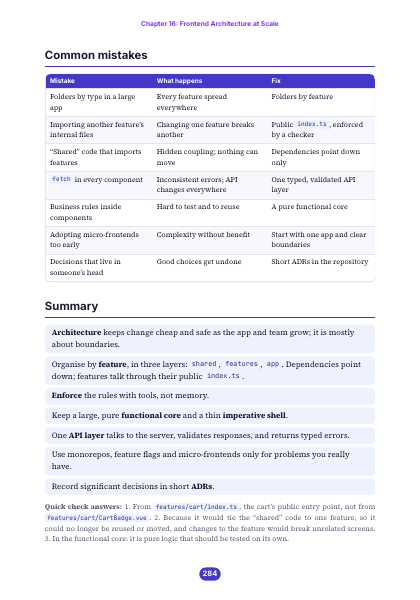 Chapter 16: Frontend Architecture at Scale
Common mistakes
Mistake What happens Fix
Folders by type in a large app Every feature spread everywhere Folders by feature
Importing another feature's internal files Changing one feature breaks another Public index.ts, enforced by a checker
"Shared" code that imports features Hidden coupling; nothing can move Dependencies point down only
fetch in every component Inconsistent errors; API changes everywhere One typed, validated API layer
Business rules inside components Hard to test and to reuse A pure functional core
Adopting micro-frontends too early Complexity without benefit Start with one app and clear boundaries
Decisions that live in someone's head Good choices get undone Short ADRs in the repository
Summary
Architecture keeps change cheap and safe as the app and team grow; it is mostly
about boundaries.
Organise by feature, in three layers: shared, features, app. Dependencies point
down; features talk through their public index.ts.
Enforce the rules with tools, not memory.
Keep a large, pure functional core and a thin imperative shell.
One API layer talks to the server, validates responses, and returns typed errors.
Use monorepos, feature flags and micro-frontends only for problems you really
have.
Record significant decisions in short ADRs.
Quick check answers: 1. From features/cart/index.ts, the cart's public entry point, not from
features/cart/CartBadge.vue. 2. Because it would tie the "shared" code to one feature, so it
could no longer be reused or moved, and changes to the feature would break unrelated screens.
3. In the functional core: it is pure logic that should be tested on its own.
284